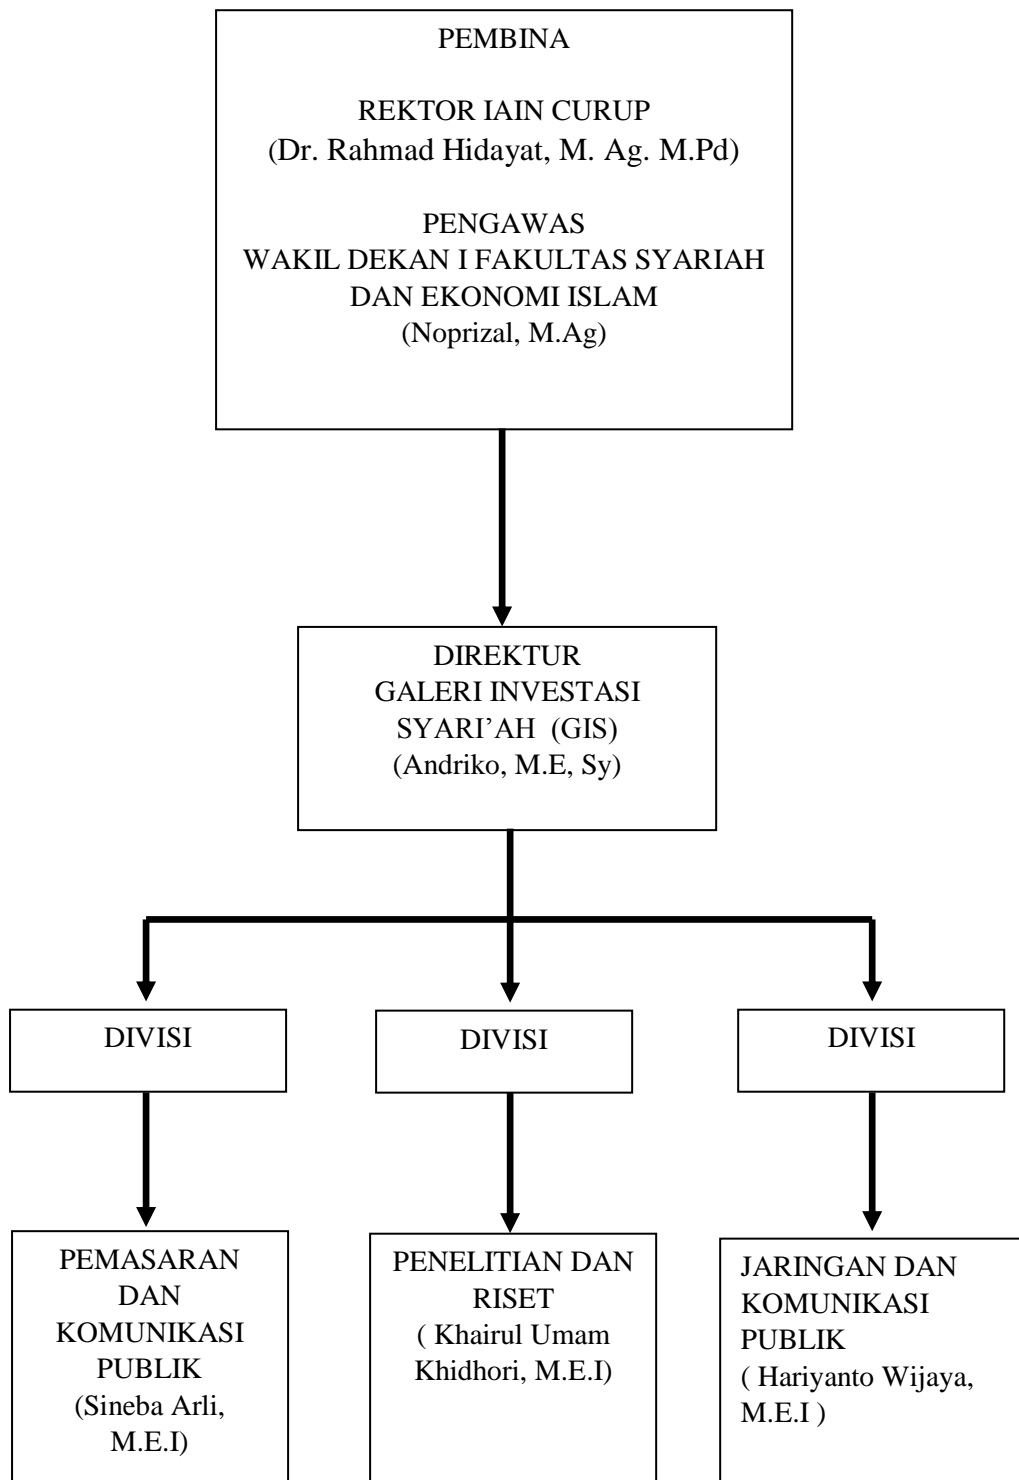 PEMBINA
REKTOR IAIN CURUP
(Dr. Rahmad Hidayat, M. Ag. M.Pd)
PENGAWAS
WAKIL DEKAN I FAKULTAS SYARIAH
DAN EKONOMI ISLAM
(Noprizal, M.Ag)
DIREKTUR
GALERI INVESTASI
SYARI’AH (GIS)
(Andriko, M.E, Sy)
DIVISI
DIVISI
DIVISI
PEMASARAN
DAN
KOMUNIKASI
PUBLIK
(Sineba Arli,
M.E.I)
PENELITIAN DAN
RISET
( Khairul Umam
Khidhori, M.E.I)
JARINGAN DAN
KOMUNIKASI
PUBLIK
( Hariyanto Wijaya,
M.E.I )